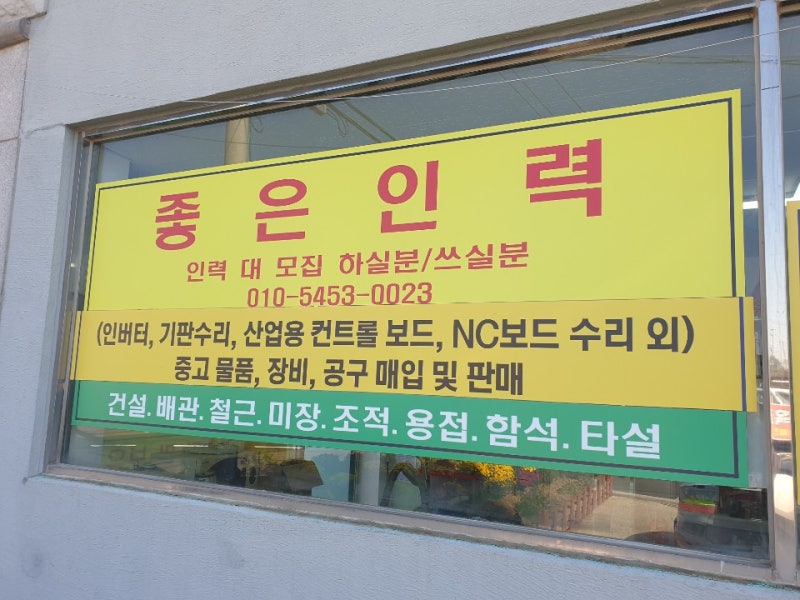 좋은인력
인력 대 모집 하실분/쓰실분
010-5453-0023
(인버터, 기판수리, 산업용 컨트롤 보드, NC보드 수리 외)
중고 물품, 장비, 공구 매입 및 판매
건설. 배관. 철근. 미장. 조적. 용접. 함석. 타설